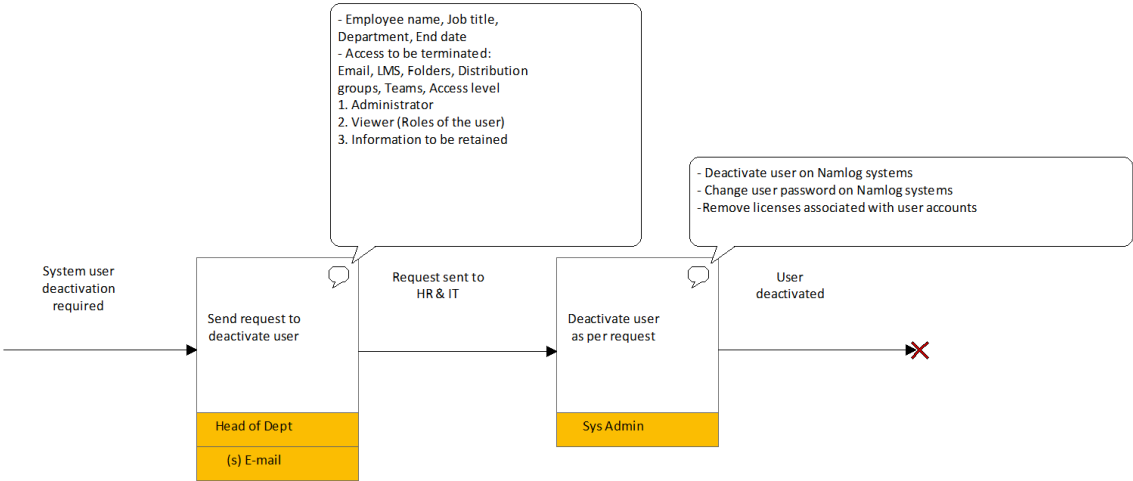 - Employee name, Job title,
Department, End date
- Access to be terminated:
Email, LMS, Folders, Distribution
groups, Teams, Access level
1. Administrator
2. Viewer (Roles of the user)
3. Information to be retained
- Deactivate user on Namlog systems
- Change user password on Namlog systems
-Remove licenses associated with user accounts
System user
deactivation
required
Send request to
deactivate user
Head of Dept
(s) E-mail
Request sent to
HR & IT
Deactivate user
as per request
Sys Admin
User
deactivated